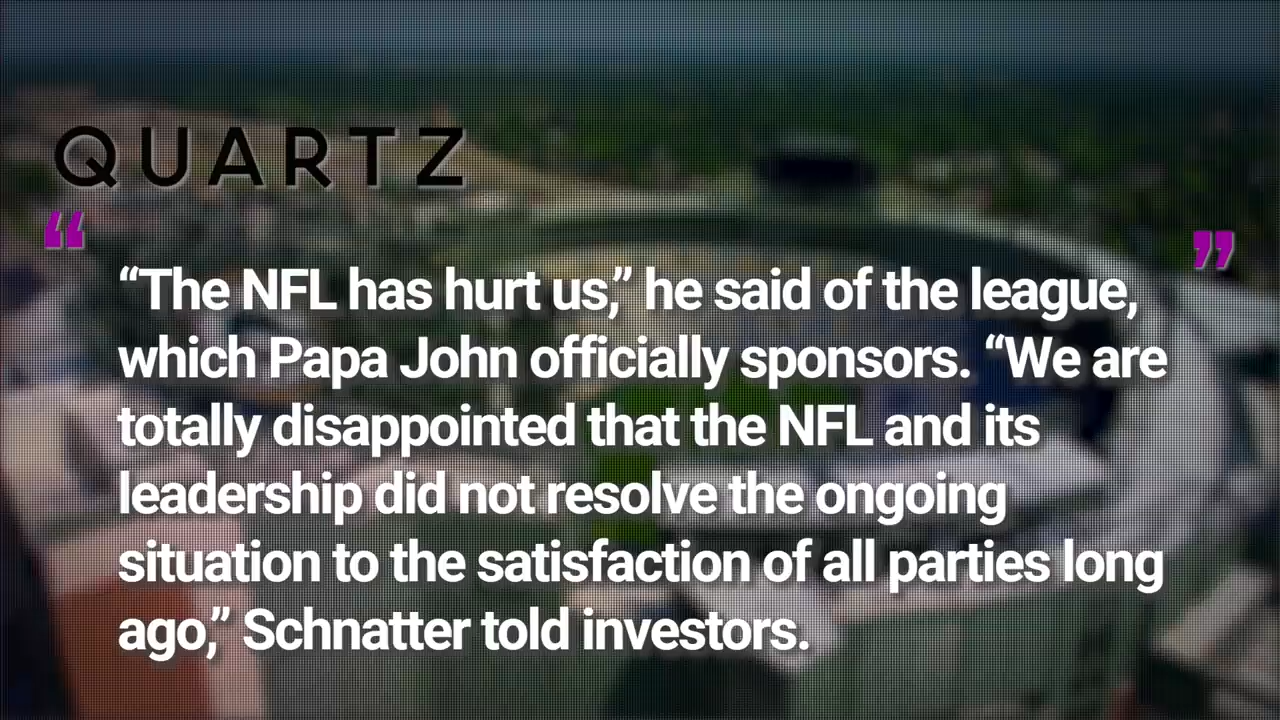 QUARTZ
“ ”
“The NFL has hurt us,” he said of the league,
which Papa John officially sponsors. “We are
totally disappointed that the NFL and its
leadership did not resolve the ongoing
situation to the satisfaction of all parties long
ago,” Schnatter told investors.